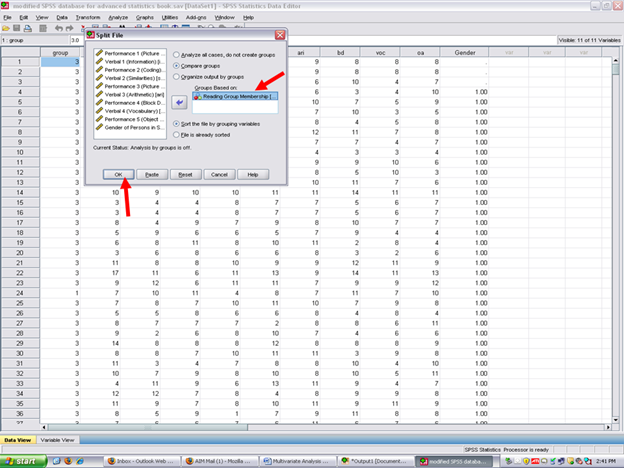 modified SPSS database for advanced statistics book.sav [DataSet1] - SPSS Statistics Data Editor
File Edit View Data Transform Analyze Graphs Utilities Add-ons Window Help
1 : group 3.0 Visible: 11 of 11 Variables
Split File
Performance 1 (Picture ...
Verbal 1 (Information) [...
Performance 2 (Coding)...
Verbal 2 (Similarities) [s...
Performance 3 (Picture ...
Verbal 3 (Arithmetic) [ari]
Performance 4 (Block D...
Verbal 4 (Vocabulary) [...
Performance 5 (Object ...
Gender of Persons in S...
Analyze all cases, do not create groups
Compare groups
Organize output by groups
Groups Based on:
Reading Group Membership [...
Sort the file by grouping variables
File is already sorted
Current Status: Analysis by groups is off.
OK Paste Reset Cancel Help
group ari bd voc oa Gender var var var
1 3 9 8 8 8 .
2 3 8 8 8 8 .
3 3 6 10 4 7 .
4 3 6 3 4 10 1.00
5 3 10 7 5 9 1.00
6 3 7 10 3 5 1.00
7 3 8 4 8 8 1.00
8 3 12 11 7 8 1.00
9 3 8 7 4 8 1.00
10 3 4 3 3 4 1.00
11 3 9 9 10 6 1.00
12 3 8 5 10 3 1.00
13 3 10 11 7 6 1.00
14 3 10 9 10 10 11 11 14 11 11 1.00
15 3 3 4 4 8 7 7 5 6 7 1.00
16 3 3 4 4 8 7 7 5 6 7 1.00
17 3 8 4 9 7 9 8 10 7 7 1.00
18 3 5 9 6 6 5 7 9 4 4 1.00
19 3 6 8 11 8 10 11 2 8 4 1.00
20 3 3 6 8 6 6 8 3 2 6 1.00
21 3 11 8 8 10 9 9 12 11 9 1.00
22 3 17 11 6 11 13 9 14 11 13 1.00
23 3 9 12 6 11 11 7 9 9 12 1.00
24 1 7 10 11 4 8 7 11 7 10 1.00
25 3 7 8 7 10 11 10 7 9 8 1.00
26 3 5 5 8 6 8 8 4 8 4 1.00
27 3 8 7 7 7 2 8 8 6 11 1.00
28 3 9 2 6 8 10 7 4 6 6 1.00
29 3 12 14 8 8 8 9 1.00
30 3 8 8 7 10 11 11 3 9 8 1.00
31 3 11 3 4 7 8 8 10 4 10 1.00
32 3 10 8 7 8 10 8 10 5 11 1.00
33 3 4 11 9 6 13 11 9 4 7 1.00
34 3 12 12 7 8 4 8 9 8 9 1.00
35 3 11 9 7 8 10 11 9 11 9 1.00
36 3 8 5 9 1 7 9 11 8 8 1.00
Data View Variable View
SPSS Statistics Processor is ready
start Inbox - Outlook Web ... AIM Mail (1) - Mozilla ... Multivariate Analysis ... *Output1 [Document... modified SPSS databa... 2:41 PM